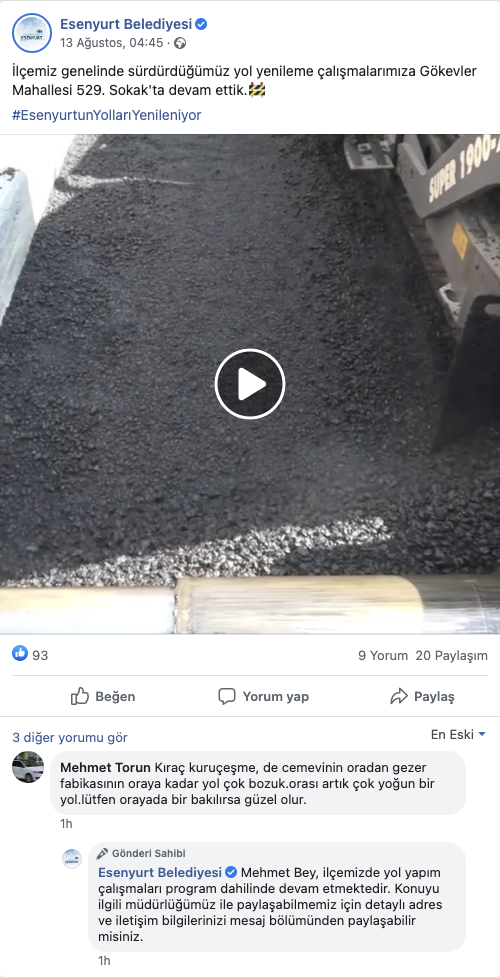 Esenyurt Belediyesi
13 Ağustos, 04:45 ·
İlçemiz genelinde sürdürdüğümüz yol yenileme çalışmalarımıza Gökevler
Mahallesi 529. Sokak'ta devam ettik.🚧
#EsenyurtunYollarıYenileniyor
SUPER 1900-
93
9 Yorum 20 Paylaşım
Beğen Yorum yap Paylaş
3 diğer yorumu gör
En Eski
Mehmet Torun Kıraç kuruçeşme, de cemevinin oradan gezer
fabikasının oraya kadar yol çok bozuk.orası artık çok yoğun bir
yol.lütfen orayada bir bakılırsa güzel olur.
1h
Gönderi Sahibi
Esenyurt Belediyesi Mehmet Bey, ilçemizde yol yapım
çalışmaları program dahilinde devam etmektedir. Konuyu
ilgili müdürlüğümüz ile paylaşabilmemiz için detaylı adres
ve iletişim bilgilerinizi mesaj bölümünden paylaşabilir
misiniz.
1h